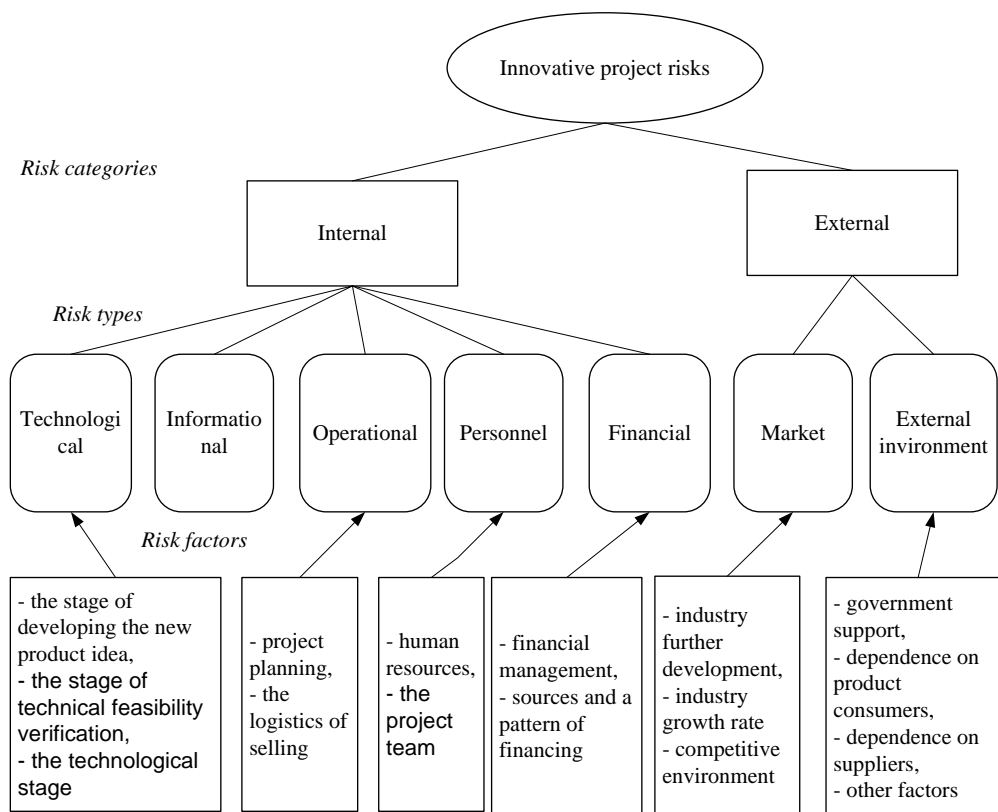 Innovative project risks
Risk categories
Internal
External
Risk types
Technologi
cal
Informatio
nal
Operational
Personnel
Financial
Market
External
invironment
Risk factors
- the stage of
developing the new
product idea,
- the stage of
technical feasibility
verification,
- the technological
stage
- project
planning,
- the
logistics of
selling
- human
resources,
- the
project
team
- financial
management,
- sources and a
pattern of
financing
- industry
further
development,
- industry
growth rate
- competitive
environment
- government
support,
- dependence on
product
consumers,
- dependence on
suppliers,
- other factors